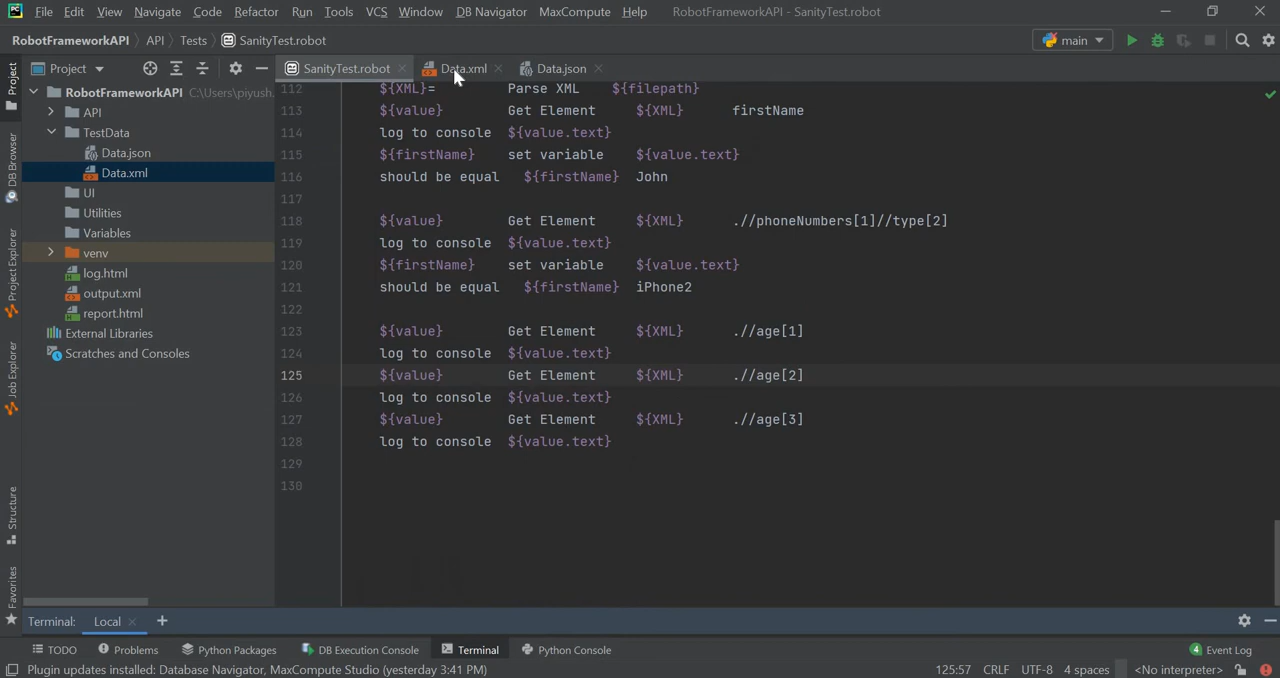 PC File Edit View Navigate Code Refactor Run Tools VCS Window DB Navigator MaxCompute Help RobotFrameworkAPI - SanityTest.robot
RobotFrameworkAPI API Tests SanityTest.robot main
Project SanityTest.robot Data.xml Data.json
RobotFrameworkAPI C:\Users\piyush.
API
TestData
Data.json
Data.xml
UI
Utilities
Variables
venv
log.html
output.xml
report.html
External Libraries
Scratches and Consoles
Project
DB Browser
Project Explorer
Job Explorer
Structure
Favorites
112 ${XML}= Parse XML ${filepath}
113 ${value} Get Element ${XML} firstName
114 log to console ${value.text}
115 ${firstName} set variable ${value.text}
116 should be equal ${firstName} John
117
118 ${value} Get Element ${XML} .//phoneNumbers[1]//type[2]
119 log to console ${value.text}
120 ${firstName} set variable ${value.text}
121 should be equal ${firstName} iPhone2
122
123 ${value} Get Element ${XML} .//age[1]
124 log to console ${value.text}
125 ${value} Get Element ${XML} .//age[2]
126 log to console ${value.text}
127 ${value} Get Element ${XML} .//age[3]
128 log to console ${value.text}
129
130
Terminal: Local
TODO Problems Python Packages DB Execution Console Terminal Python Console 4 Event Log
Plugin updates installed: Database Navigator, MaxCompute Studio (yesterday 3:41 PM) 125:57 CRLF UTF-8 4 spaces <No interpreter>